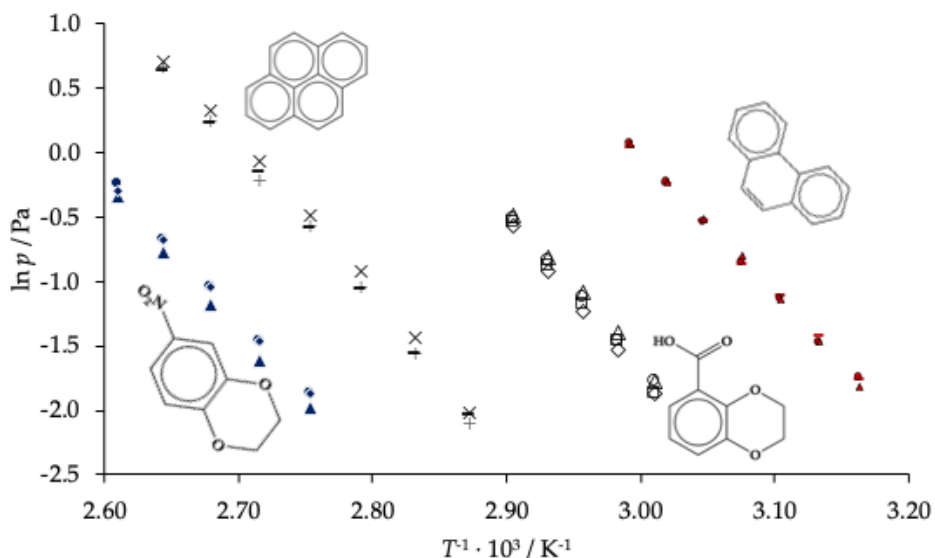 1.0
0.5
0.0
-0.5
-1.0
-1.5
-2.0
-2.5
ln p / Pa
HO
O
O
O
O
N
O
O
2.60 2.70 2.80 2.90 3.00 3.10 3.20
T⁻¹ · 10³ / K⁻¹